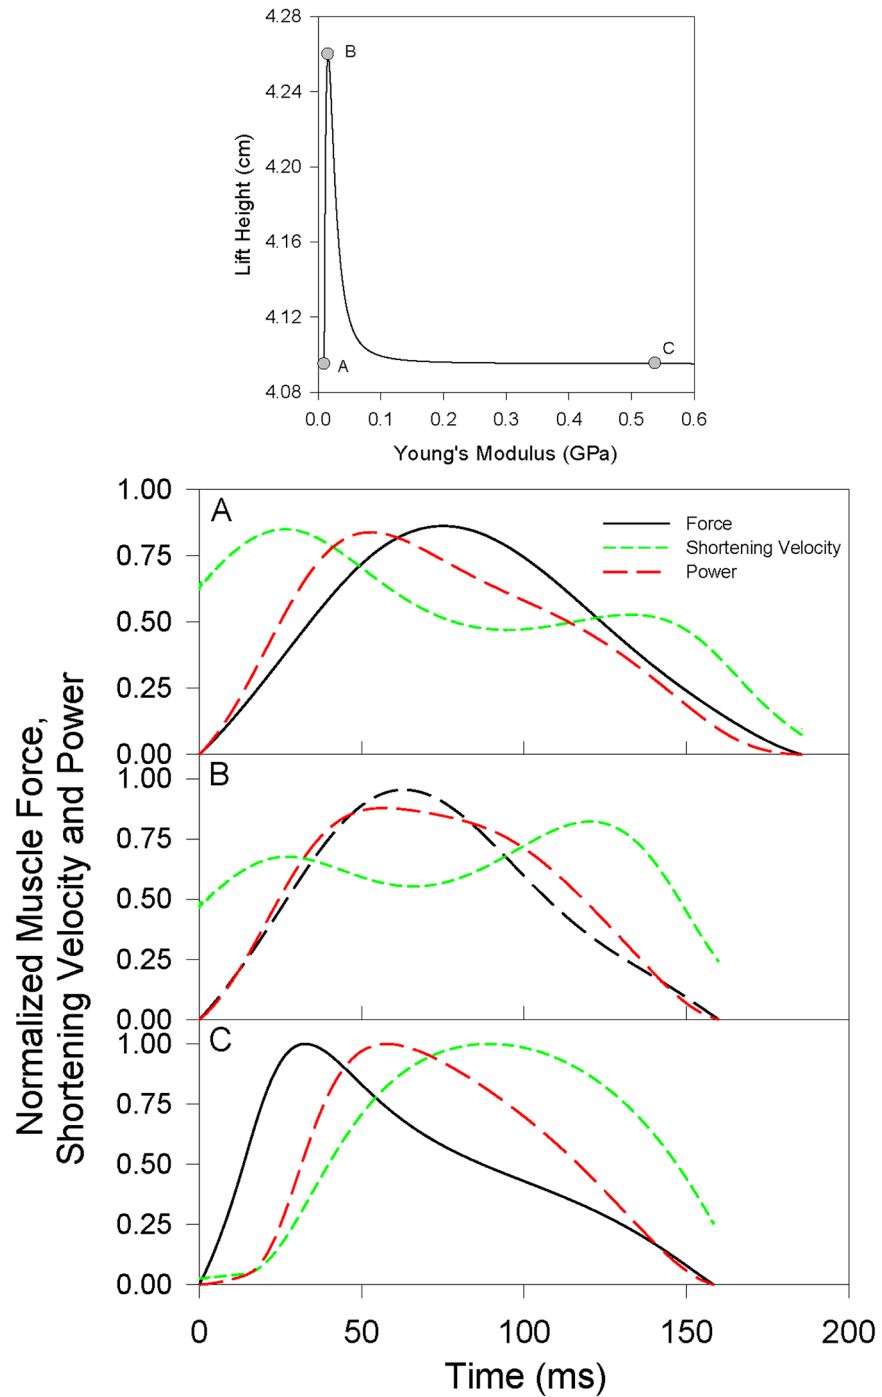 4.28
4.24
4.20
4.16
4.12
4.08
Lift Height (cm)
B
A
C
0.0 0.1 0.2 0.3 0.4 0.5 0.6
Young's Modulus (GPa)
Normalized Muscle Force,
Shortening Velocity and Power
1.00
0.75
0.50
0.25
0.00
A
Force
Shortening Velocity
Power
1.00
0.75
0.50
0.25
0.00
B
1.00
0.75
0.50
0.25
0.00
C
0 50 100 150 200
Time (ms)